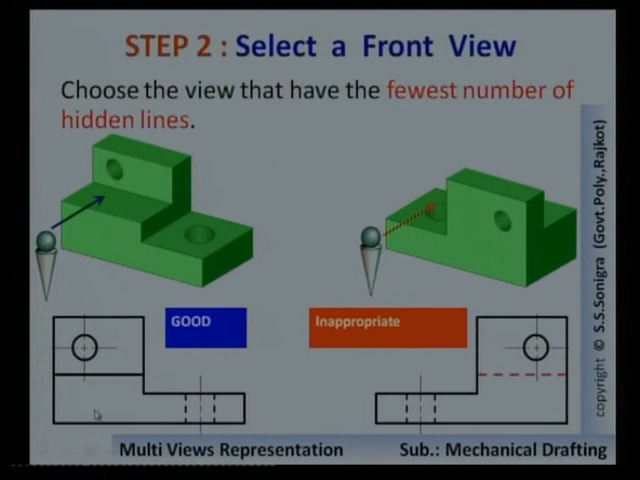 STEP 2 : Select a Front View
Choose the view that have the fewest number of
hidden lines.
GOOD
Inappropriate
copyright © S.S.Sonigra (Govt.Poly.,Rajkot)
Multi Views Representation
Sub.: Mechanical Drafting